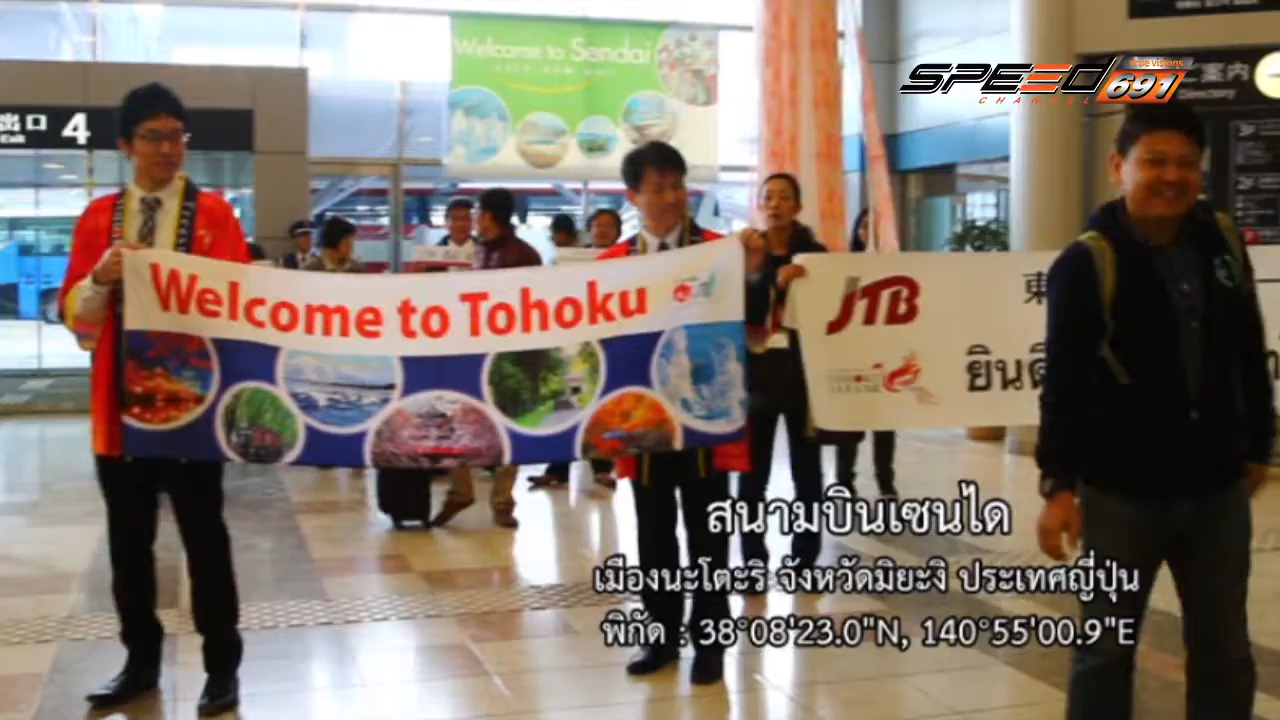 Welcome to Sendai
SPEED
CHANNEL
true visions
691
ご案内
Directory
出口 4
Exit
Welcome to Tohoku
JTB
東
ยินดี
สนามบินเซนได
เมืองนะโตะริ จังหวัดมิยะงิ ประเทศญี่ปุ่น
พิกัด : 38°08'23.0"N, 140°55'00.9"E